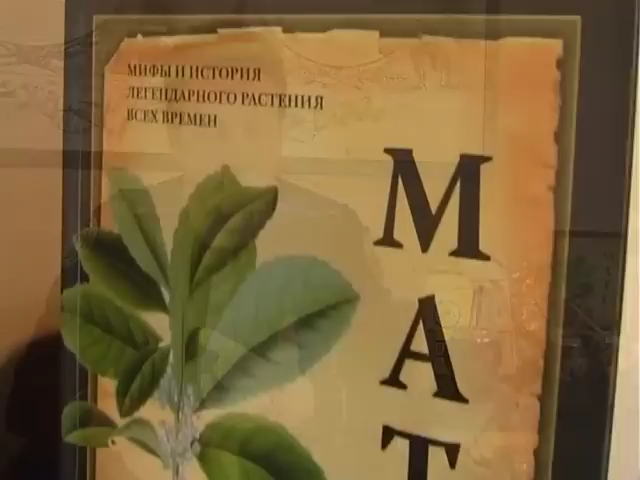 МИФЫ И ИСТОРИЯ
ЛЕГЕНДАРНОГО РАСТЕНИЯ
ВСЕХ ВРЕМЕН
М
А
Т